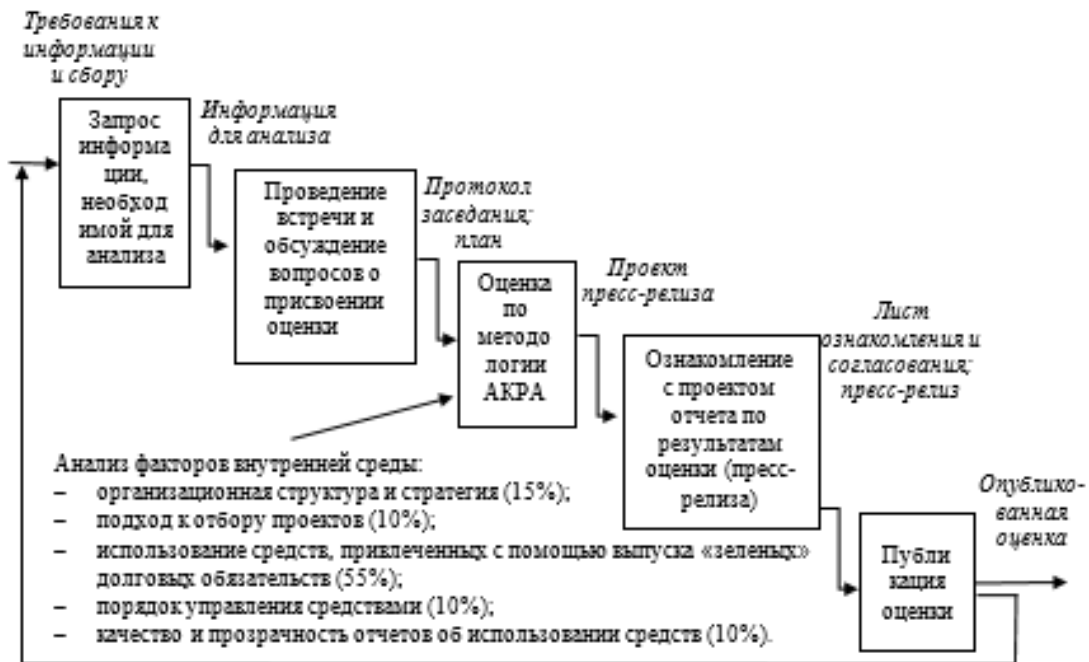 Требования к
информации
и сбору
Запрос
информа
ции,
необход
имой для
анализа
Информация
для анализа
Проведение
встречи и
обсуждение
вопросов о
присвоении
оценки
Протокол
заседания;
план
Оценка
по
методо
логии
АКРА
Проект
пресс-релиза
Ознакомление
с проектом
отчета по
результатам
оценки (пресс-
релиза)
Лист
ознакомления и
согласования;
пресс-релиз
Публи
кация
оценки
Опублико-
ванная
оценка
Анализ факторов внутренней среды:
– организационная структура и стратегия (15%);
– подход к отбору проектов (10%);
– использование средств, привлеченных с помощью выпуска «зеленых»
долговых обязательств (55%);
– порядок управления средствами (10%);
– качество и прозрачность отчетов об использовании средств (10%).